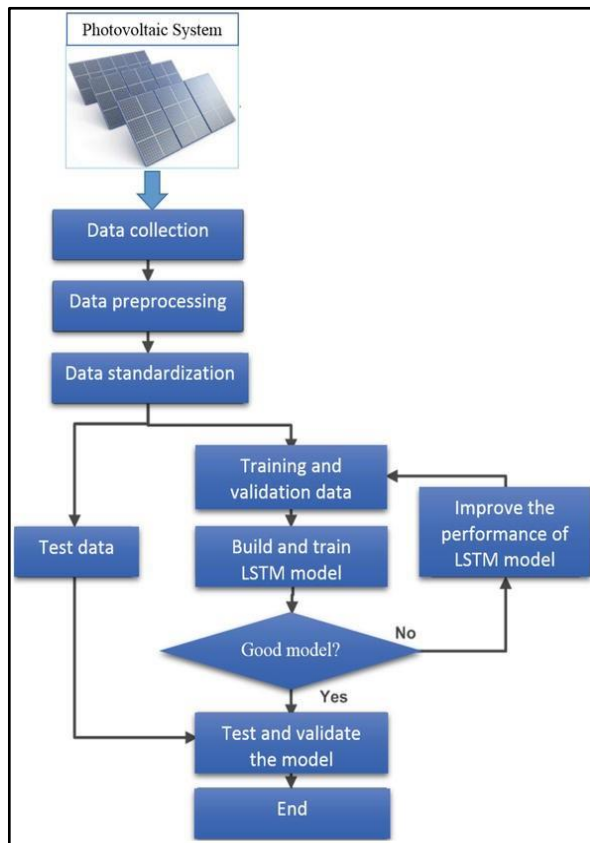 Photovoltaic System
Data collection
Data preprocessing
Data standardization
Training and
validation data
Improve the
performance of
LSTM model
Test data
Build and train
LSTM model
Good model?
No
Yes
Test and validate
the model
End